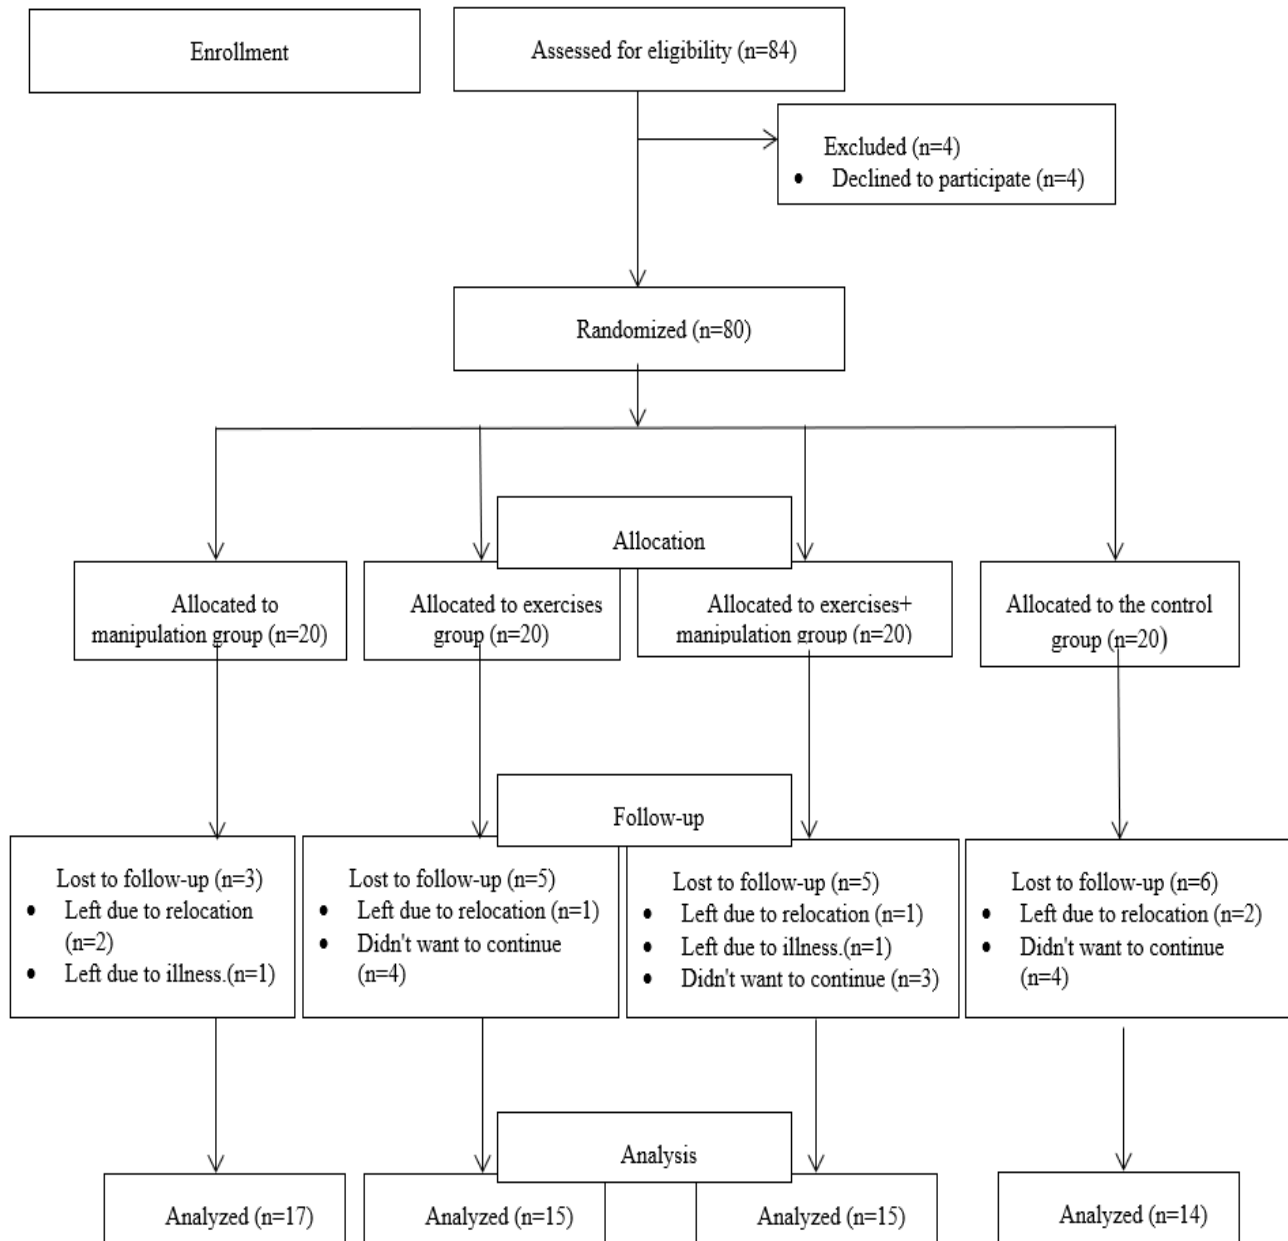 Enrollment
Assessed for eligibility (n=84)
Excluded (n=4)
• Declined to participate (n=4)
Randomized (n=80)
Allocation
Allocated to
manipulation group (n=20)
Allocated to exercises
group (n=20)
Allocated to exercises+
manipulation group (n=20)
Allocated to the control
group (n=20)
Follow-up
Lost to follow-up (n=3)
• Left due to relocation
(n=2)
• Left due to illness.(n=1)
Lost to follow-up (n=5)
• Left due to relocation (n=1)
• Didn't want to continue
(n=4)
Lost to follow-up (n=5)
• Left due to relocation (n=1)
• Left due to illness.(n=1)
• Didn't want to continue (n=3)
Lost to follow-up (n=6)
• Left due to relocation (n=2)
• Didn't want to continue
(n=4)
Analysis
Analyzed (n=17)
Analyzed (n=15)
Analyzed (n=15)
Analyzed (n=14)